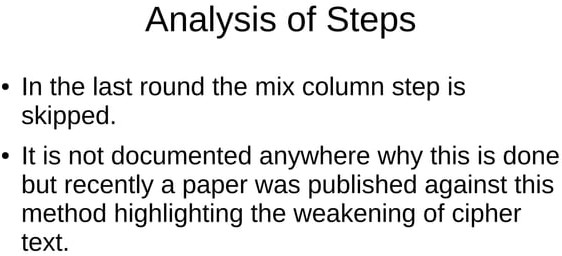 Analysis of Steps
• In the last round the mix column step is
skipped.
• It is not documented anywhere why this is done
but recently a paper was published against this
method highlighting the weakening of cipher
text.